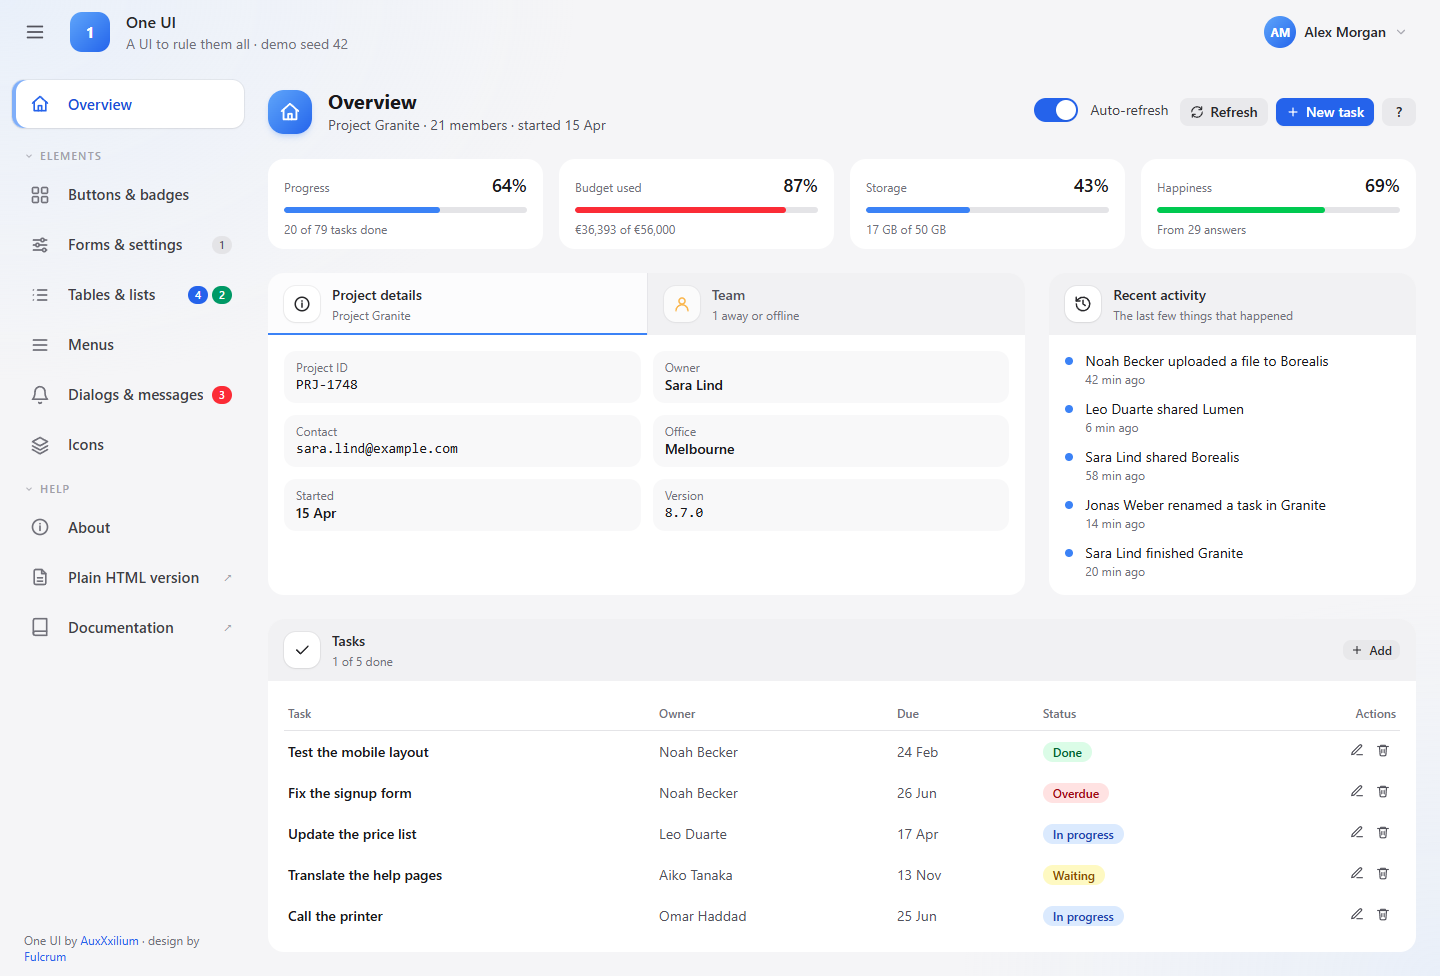 1
One UI
A UI to rule them all · demo seed 42
AM
Alex Morgan
Overview
ELEMENTS
Buttons & badges
Forms & settings 1
Tables & lists 4 2
Menus
Dialogs & messages 3
Icons
HELP
About
Plain HTML version ↗
Documentation ↗
One UI by AuxXxilium · design by
Fulcrum
Overview
Project Granite · 21 members · started 15 Apr
Auto-refresh
Refresh
+ New task
?
Progress 64%
20 of 79 tasks done
Budget used 87%
€36,393 of €56,000
Storage 43%
17 GB of 50 GB
Happiness 69%
From 29 answers
Project details
Project Granite
Team
1 away or offline
Project ID
PRJ-1748
Owner
Sara Lind
Contact
sara.lind@example.com
Office
Melbourne
Started
15 Apr
Version
8.7.0
Recent activity
The last few things that happened
Noah Becker uploaded a file to Borealis
42 min ago
Leo Duarte shared Lumen
6 min ago
Sara Lind shared Borealis
58 min ago
Jonas Weber renamed a task in Granite
14 min ago
Sara Lind finished Granite
20 min ago
Tasks
1 of 5 done
+ Add
Task Owner Due Status Actions
Test the mobile layout Noah Becker 24 Feb Done
Fix the signup form Noah Becker 26 Jun Overdue
Update the price list Leo Duarte 17 Apr In progress
Translate the help pages Aiko Tanaka 13 Nov Waiting
Call the printer Omar Haddad 25 Jun In progress